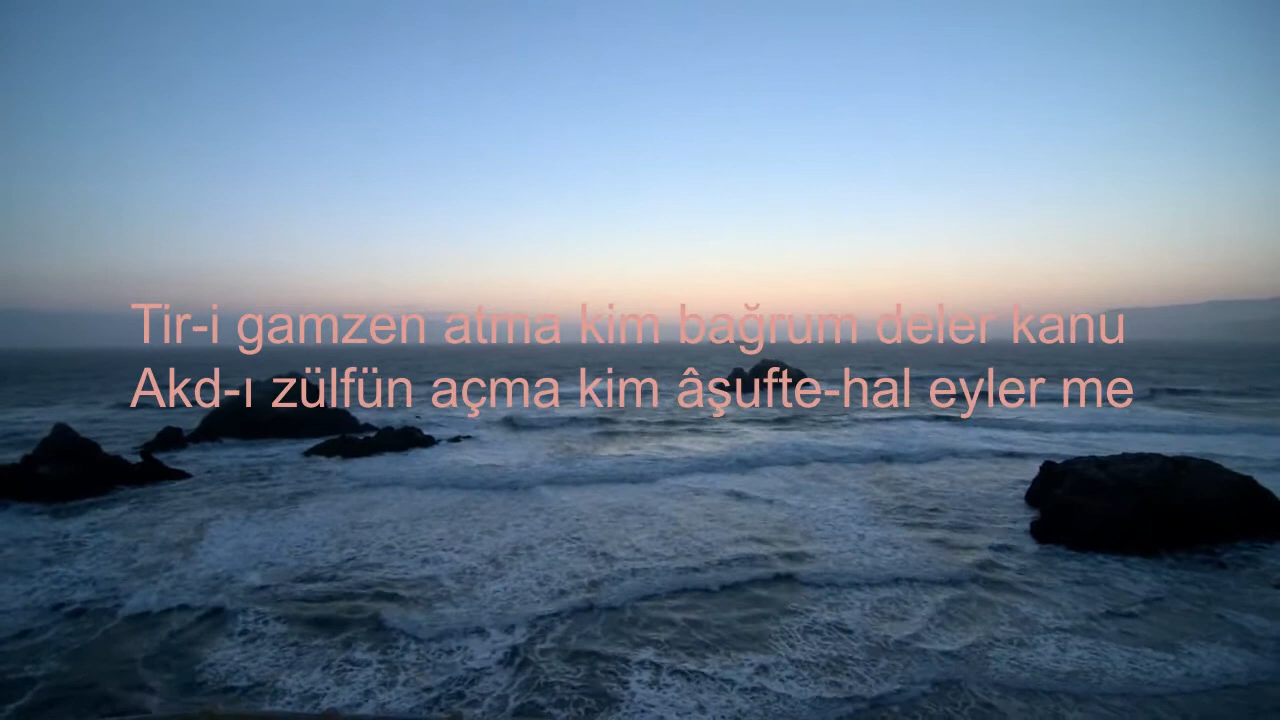 Tir-i gamzen atma kim bağrum deler kanu
Akd-ı zülfün açma kim âşufte-hal eyler me